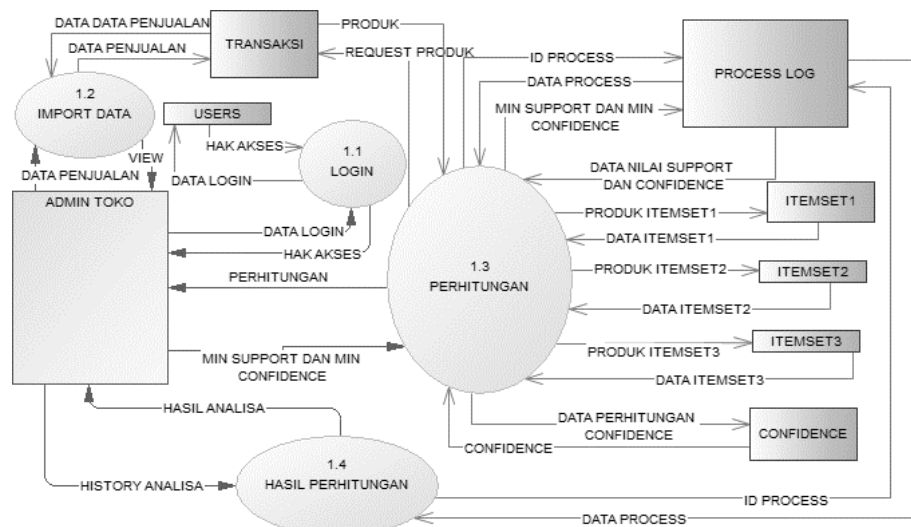 DATA DATA PENJUALAN
PRODUK
TRANSAKSI
DATA PENJUALAN
REQUEST PRODUK
ID PROCESS
PROCESS LOG
DATA PROCESS
1.2
IMPORT DATA
USERS
MIN SUPPORT DAN MIN
CONFIDENCE
HAK AKSES
1.1
LOGIN
VIEW
DATA PENJUALAN
DATA LOGIN
DATA NILAI SUPPORT
DAN CONFIDENCE
ADMIN TOKO
PRODUK ITEMSET1
ITEMSET1
DATA LOGIN
DATA ITEMSET1
HAK AKSES
1.3
PERHITUNGAN
PRODUK ITEMSET2
ITEMSET2
PERHITUNGAN
DATA ITEMSET2
ITEMSET3
MIN SUPPORT DAN MIN
CONFIDENCE
PRODUK ITEMSET3
DATA ITEMSET3
HASIL ANALISA
DATA PERHITUNGAN
CONFIDENCE
CONFIDENCE
CONFIDENCE
1.4
HASIL PERHITUNGAN
HISTORY ANALISA
ID PROCESS
DATA PROCESS